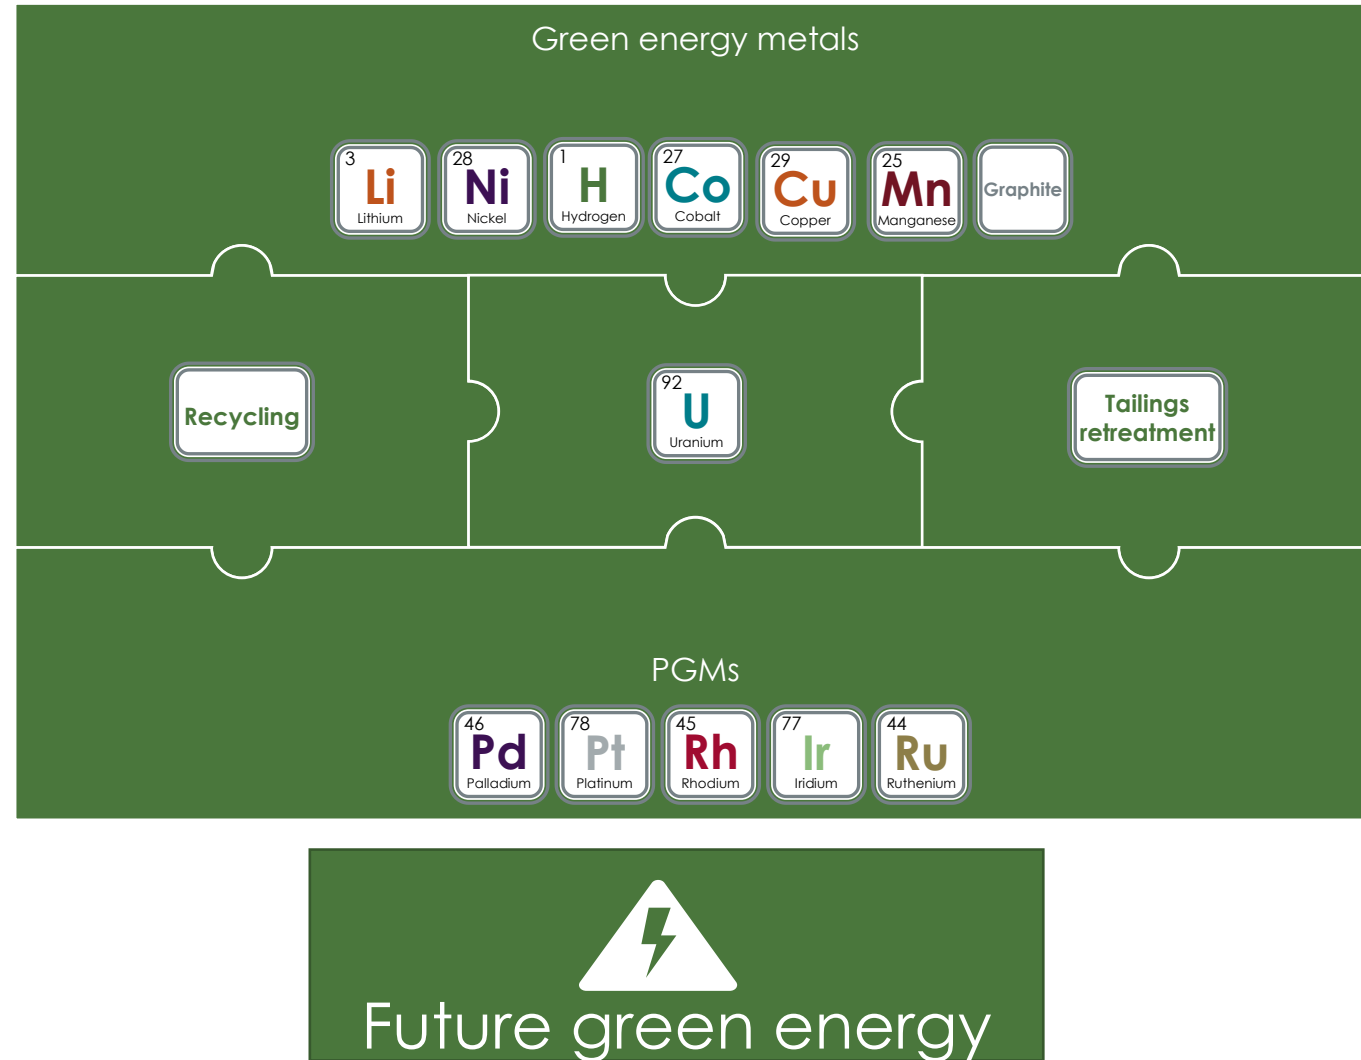 Green energy metals
3
Li
Lithium
28
Ni
Nickel
1
H
Hydrogen
27
Co
Cobalt
29
Cu
Copper
25
Mn
Manganese
Graphite
Recycling
92
U
Uranium
Tailings
retreatment
PGMs
46
Pd
Palladium
78
Pt
Platinum
45
Rh
Rhodium
77
Ir
Iridium
44
Ru
Ruthenium
Future green energy